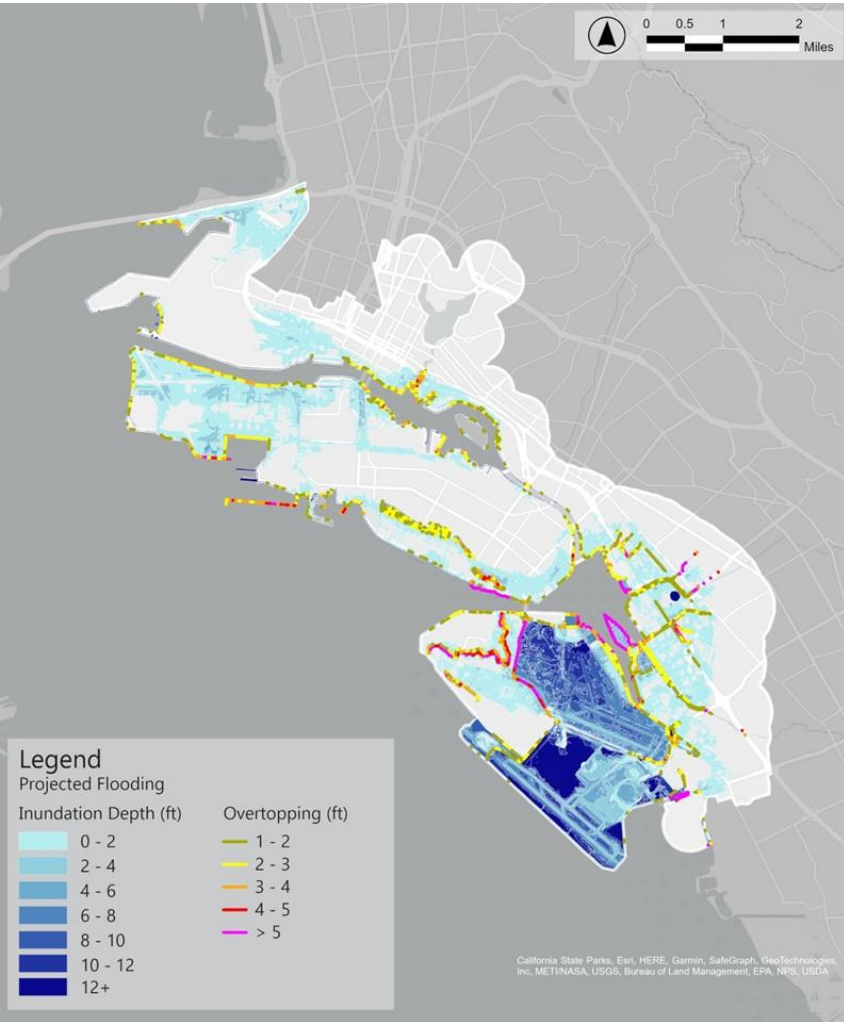 0 0.5 1 2
Miles
Legend
Projected Flooding
Inundation Depth (ft)
0 - 2
2 - 4
4 - 6
6 - 8
8 - 10
10 - 12
12+
Overtopping (ft)
1 - 2
2 - 3
3 - 4
4 - 5
> 5
California State Parks, Esri, HERE, Garmin, SafeGraph, GeoTechnologies,
Inc, METI/NASA, USGS, Bureau of Land Management, EPA, NPS, USDA